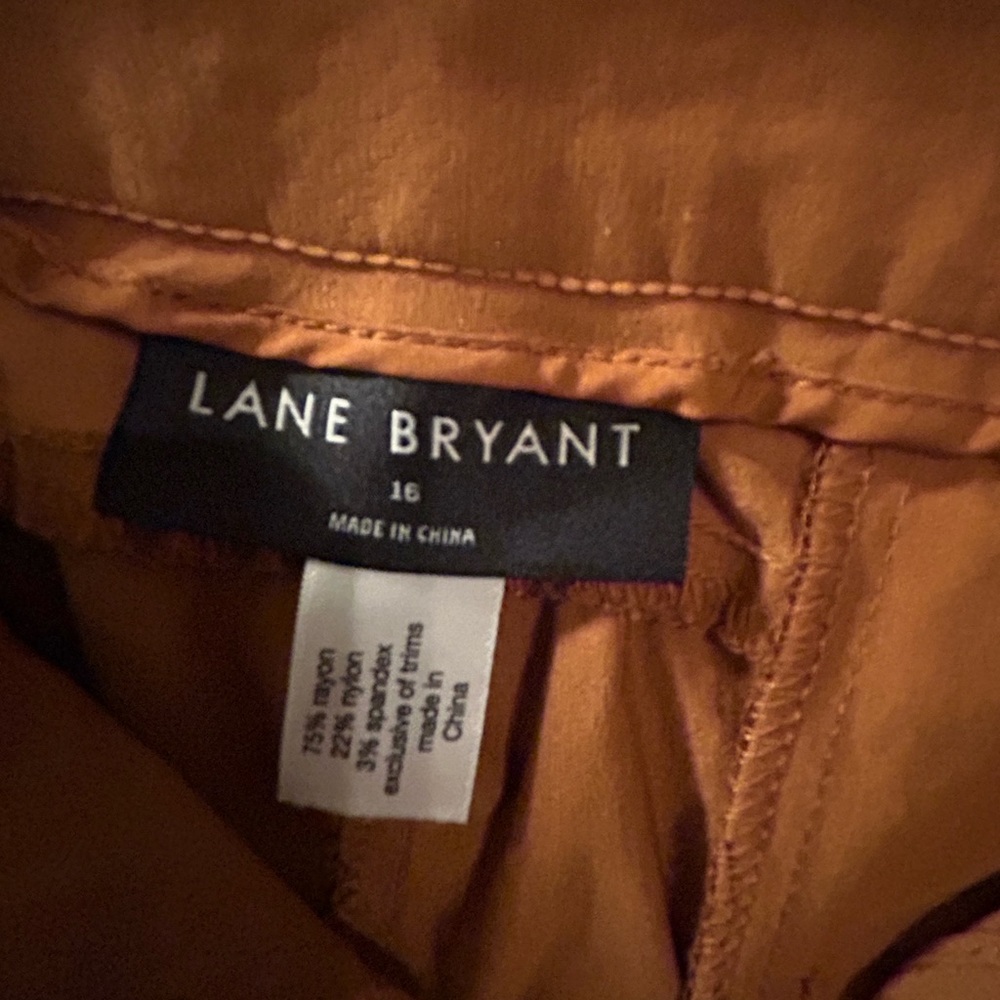 LANE BRYANT
16
MADE IN CHINA
75% rayon
22% nylon
3% spandex
exclusive of trims
made in
China